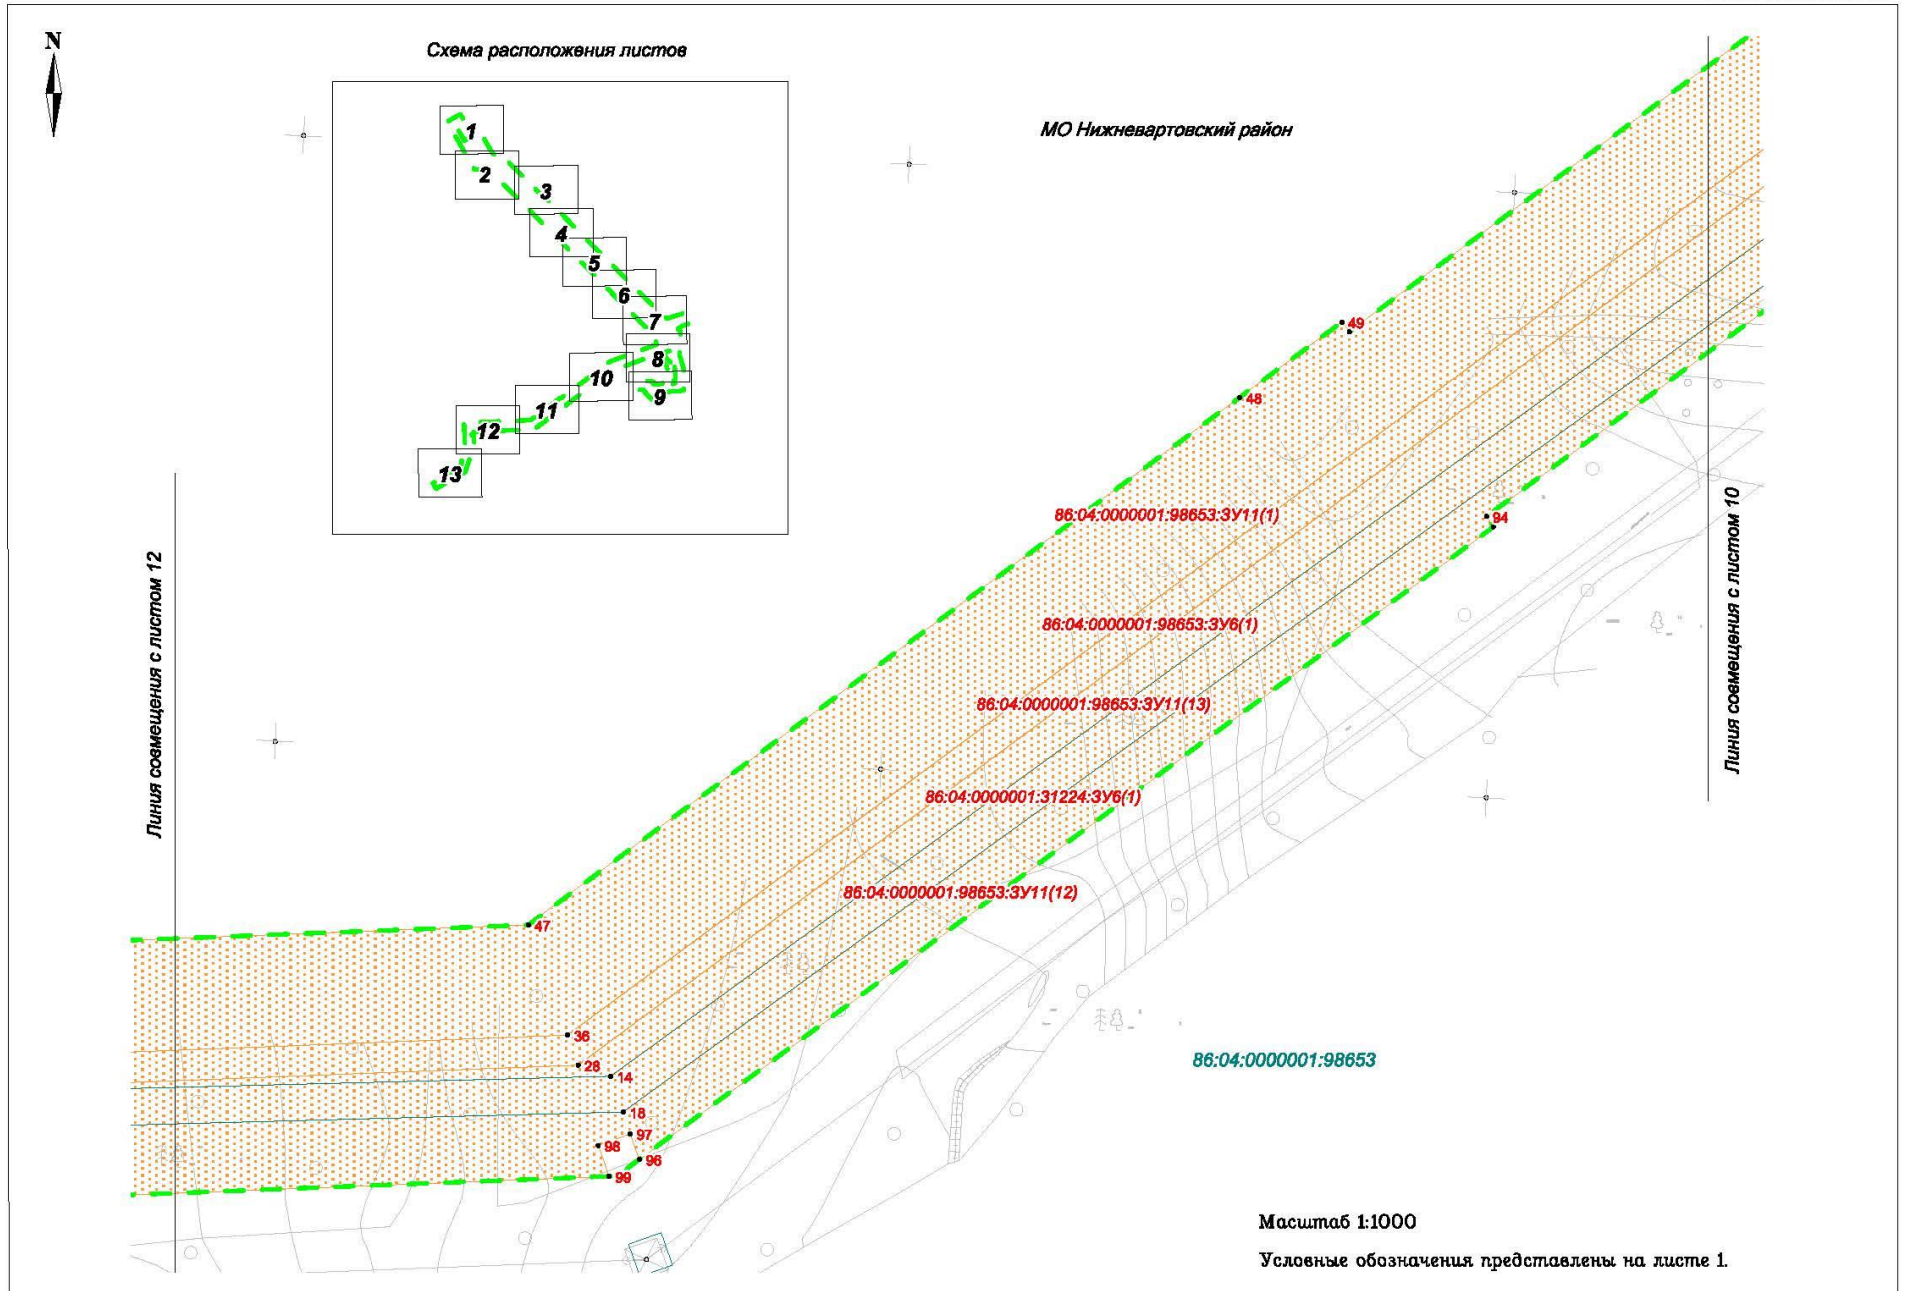 N
Схема расположения листов
МО Нижневартовский район
1
2
3
4
5
6
7
8
9
10
11
12
13
Линия совмещения с листом 12
Линия совмещения с листом 10
49
48
94
86:04:0000001:98653:ЗУ11(1)
86:04:0000001:98653:ЗУ6(1)
86:04:0000001:98653:ЗУ11(13)
86:04:0000001:31224:ЗУ6(1)
86:04:0000001:98653:ЗУ11(12)
47
36
28
14
18
97
98
96
99
86:04:0000001:98653
Масштаб 1:1000
Условные обозначения представлены на листе 1.